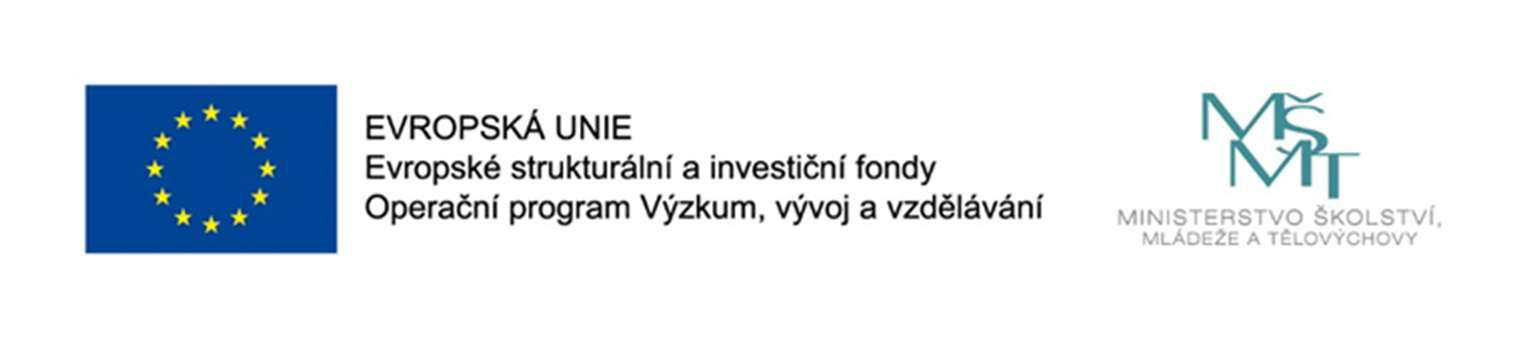 EVROPSKÁ UNIE
Evropské strukturální a investiční fondy
Operační program Výzkum, vývoj a vzdělávání
MŠMT
MINISTERSTVO ŠKOLSTVÍ,
MLÁDEŽE A TĚLOVÝCHOVY